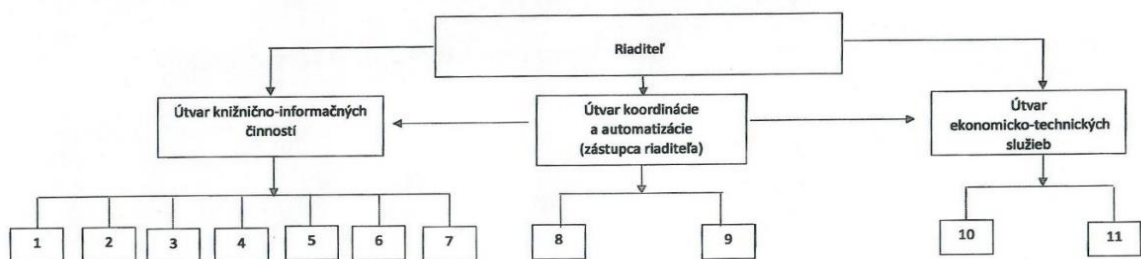 Riaditeľ
Útvar knižnično-informačných
činností
Útvar koordinácie
a automatizácie
(zástupca riaditeľa)
Útvar
ekonomicko-technických
služieb
1
2
3
4
5
6
7
8
9
10
11